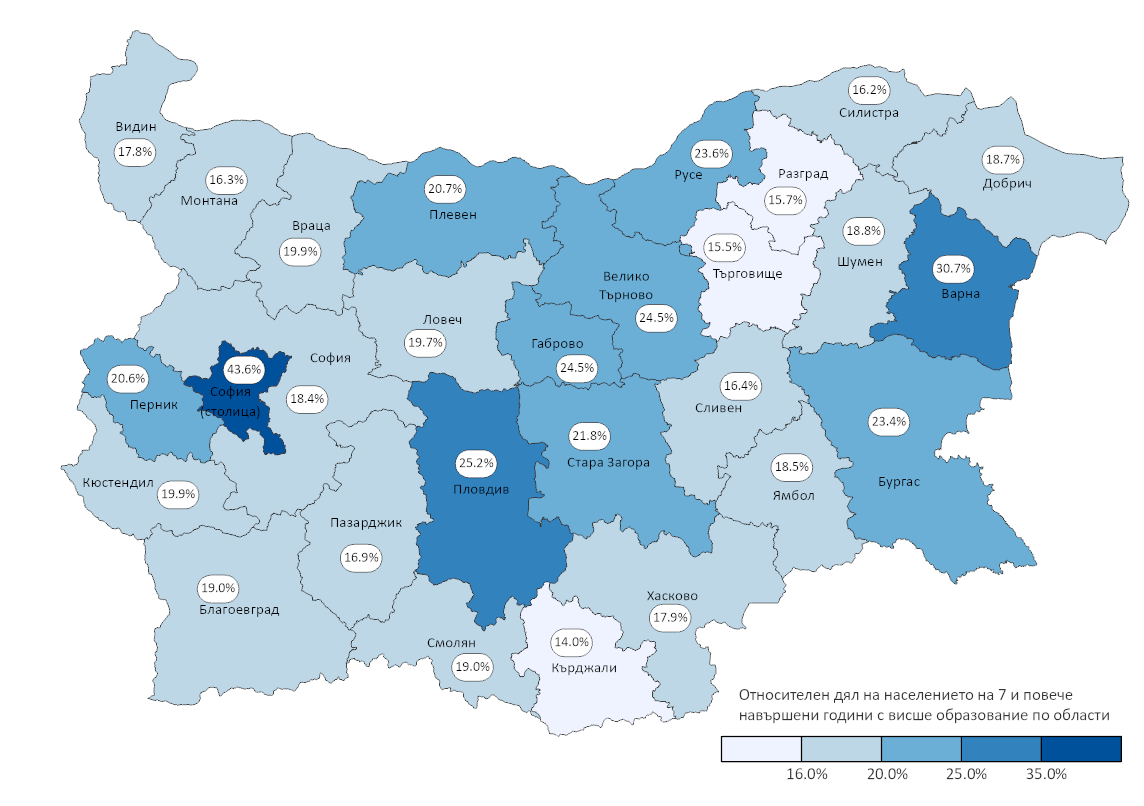 16.2%
Силистра
Видин
17.8%
23.6%
Русе
18.7%
Добрич
16.3%
Монтана
20.7%
Плевен
Разград
15.7%
Враца
19.9%
15.5%
Търговище
18.8%
Шумен
30.7%
Варна
Велико
Търново
24.5%
Ловеч
19.7%
Габрово
24.5%
София
18.4%
43.6%
София
(столица)
20.6%
Перник
16.4%
Сливен
23.4%
Бургас
21.8%
Стара Загора
25.2%
Пловдив
18.5%
Ямбол
Кюстендил
19.9%
Пазарджик
16.9%
19.0%
Благоевград
Хасково
17.9%
Смолян
19.0%
14.0%
Кърджали
Относителен дял на населението на 7 и повече
навършени години с висше образование по области
16.0% 20.0% 25.0% 35.0%